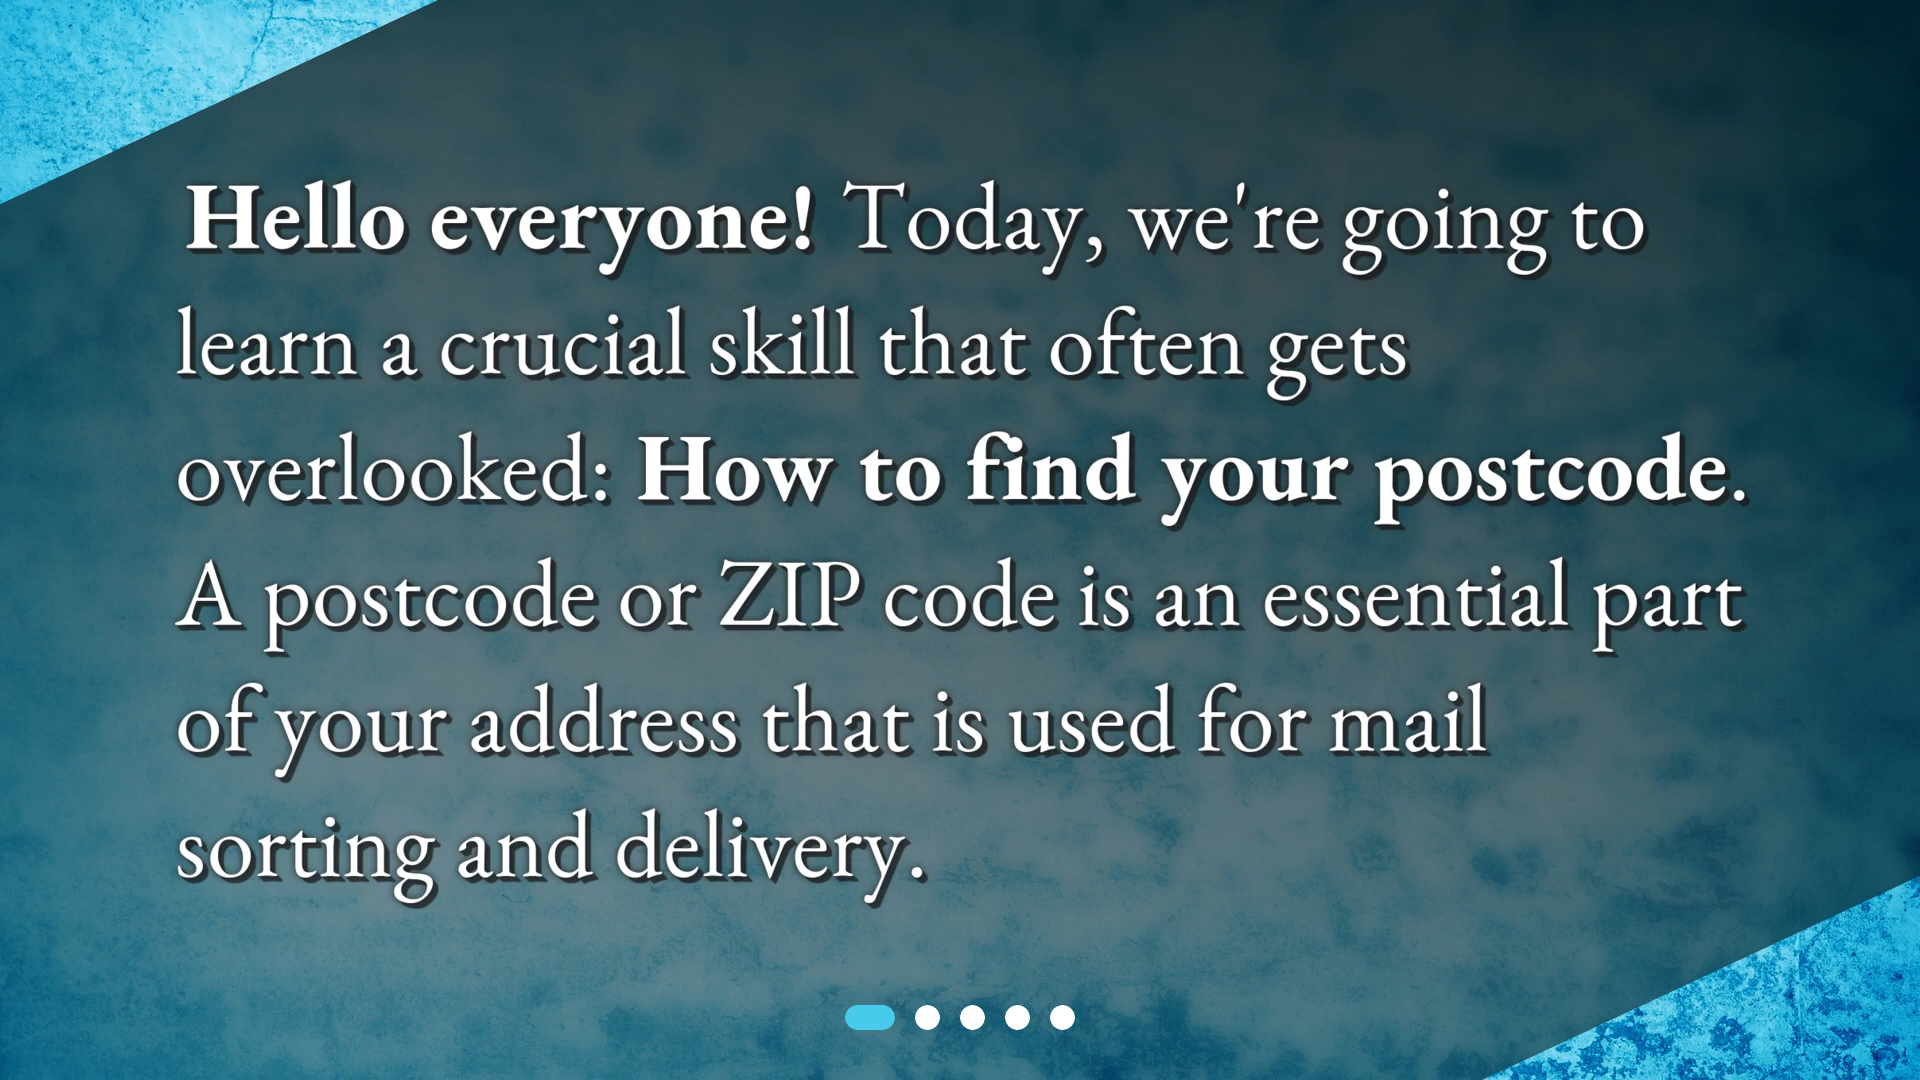 Hello everyone! Today, we're going to
learn a crucial skill that often gets
overlooked: How to find your postcode.
A postcode or ZIP code is an essential part
of your address that is used for mail
sorting and delivery.